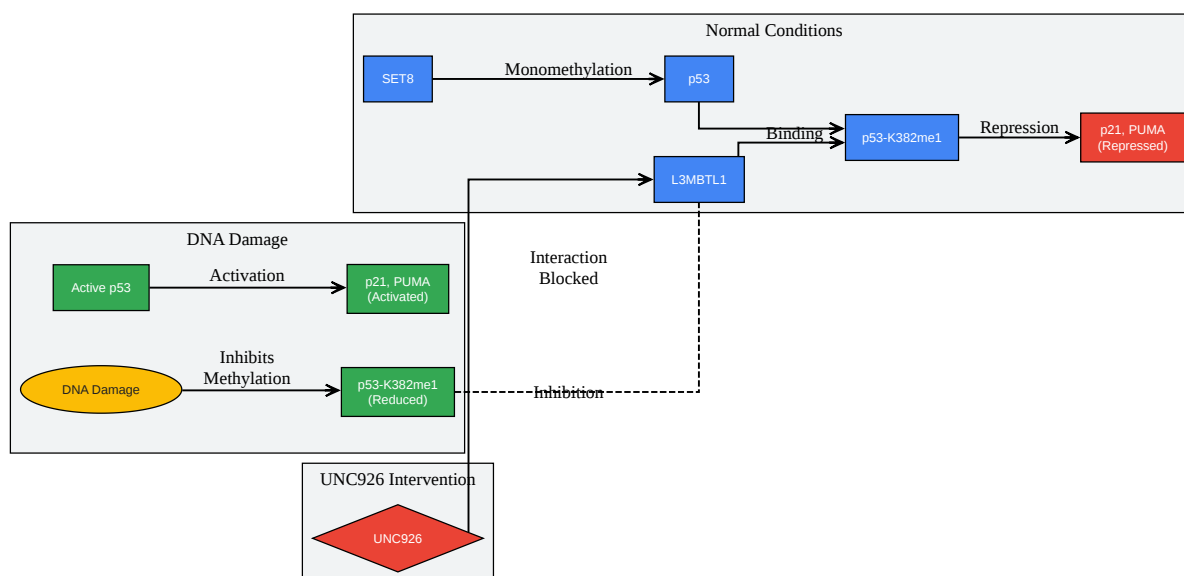 Normal Conditions
SET8
Monomethylation
p53
Binding
p53-K382me1
Repression
p21, PUMA
(Repressed)
L3MBTL1
DNA Damage
Active p53
Activation
p21, PUMA
(Activated)
Interaction
Blocked
DNA Damage
Inhibits
Methylation
p53-K382me1
(Reduced)
Inhibition
UNC926 Intervention
UNC926